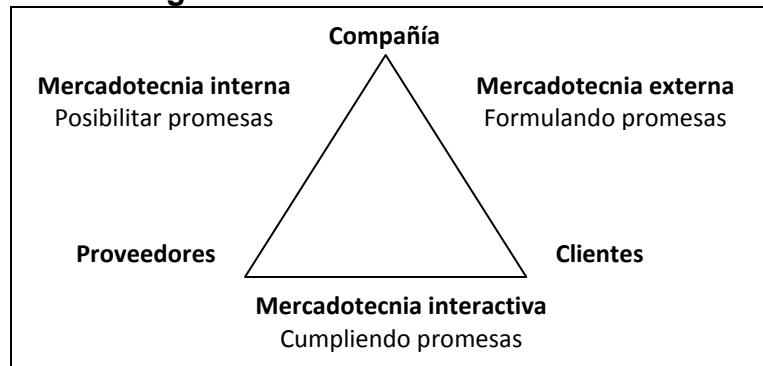 Compañía
Mercadotecnia interna
Posibilitar promesas
Mercadotecnia externa
Formulando promesas
Proveedores
Clientes
Mercadotecnia interactiva
Cumpliendo promesas